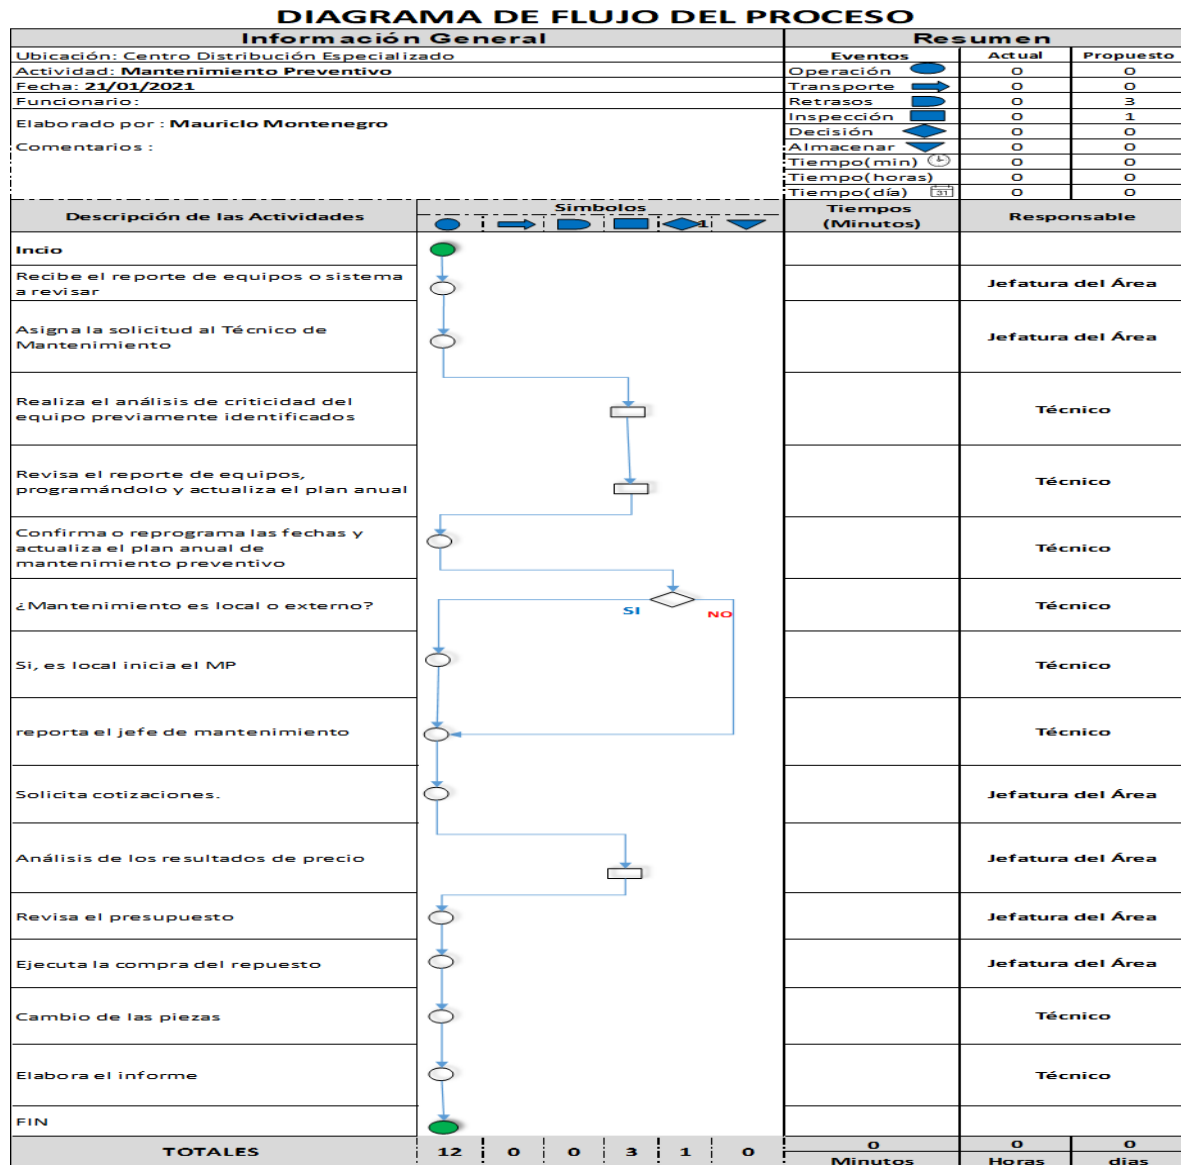 DIAGRAMA DE FLUJO DEL PROCESO
Información General
Resumen
Ubicación: Centro Distribución Especializado
Eventos Actual Propuesto
Actividad: Mantenimiento Preventivo
Operación 0 0
Fecha: 21/01/2021
Transporte 0 0
Funcionario:
Retrasos 0 3
Elaborado por : Mauricio Montenegro
Inspección 0 1
Decisión 0 0
Comentarios :
Almacenar 0 0
Tiempo(min) 0 0
Tiempo(horas) 0 0
Tiempo(día) 31 0 0
Descripción de las Actividades
Simbolos
1
Tiempos
(Minutos)
Responsable
Incio
Recibe el reporte de equipos o sistema
a revisar
Jefatura del Área
Asigna la solicitud al Técnico de
Mantenimiento
Jefatura del Área
Realiza el análisis de criticidad del
equipo previamente identificados
Técnico
Revisa el reporte de equipos,
programándolo y actualiza el plan anual
Técnico
Confirma o reprograma las fechas y
actualiza el plan anual de
mantenimiento preventivo
Técnico
¿Mantenimiento es local o externo?
SI
NO
Técnico
Si, es local inicia el MP
Técnico
reporta el jefe de mantenimiento
Técnico
Solicita cotizaciones.
Jefatura del Área
Análisis de los resultados de precio
Jefatura del Área
Revisa el presupuesto
Jefatura del Área
Ejecuta la compra del repuesto
Jefatura del Área
Cambio de las piezas
Técnico
Elabora el informe
Técnico
FIN
TOTALES 12 0 0 3 1 0
0 0 0
Minutos Horas dias